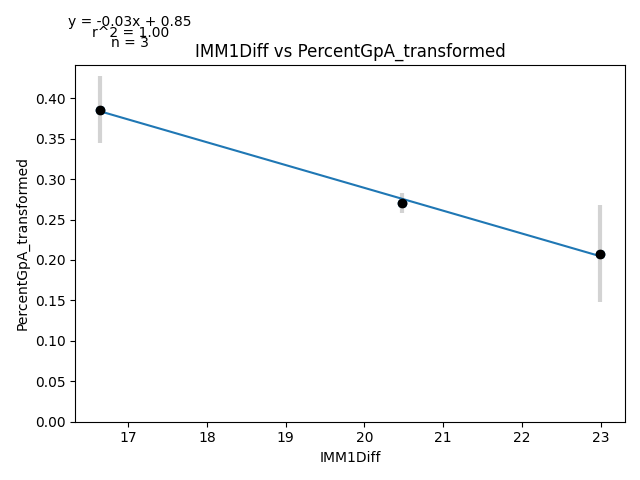 y = -0.03x + 0.85
r^2 = 1.00
n = 3
IMM1Diff vs PercentGpA_transformed
PercentGpA_transformed
0.40
0.35
0.30
0.25
0.20
0.15
0.10
0.05
0.00
17 18 19 20 21 22 23
IMM1Diff